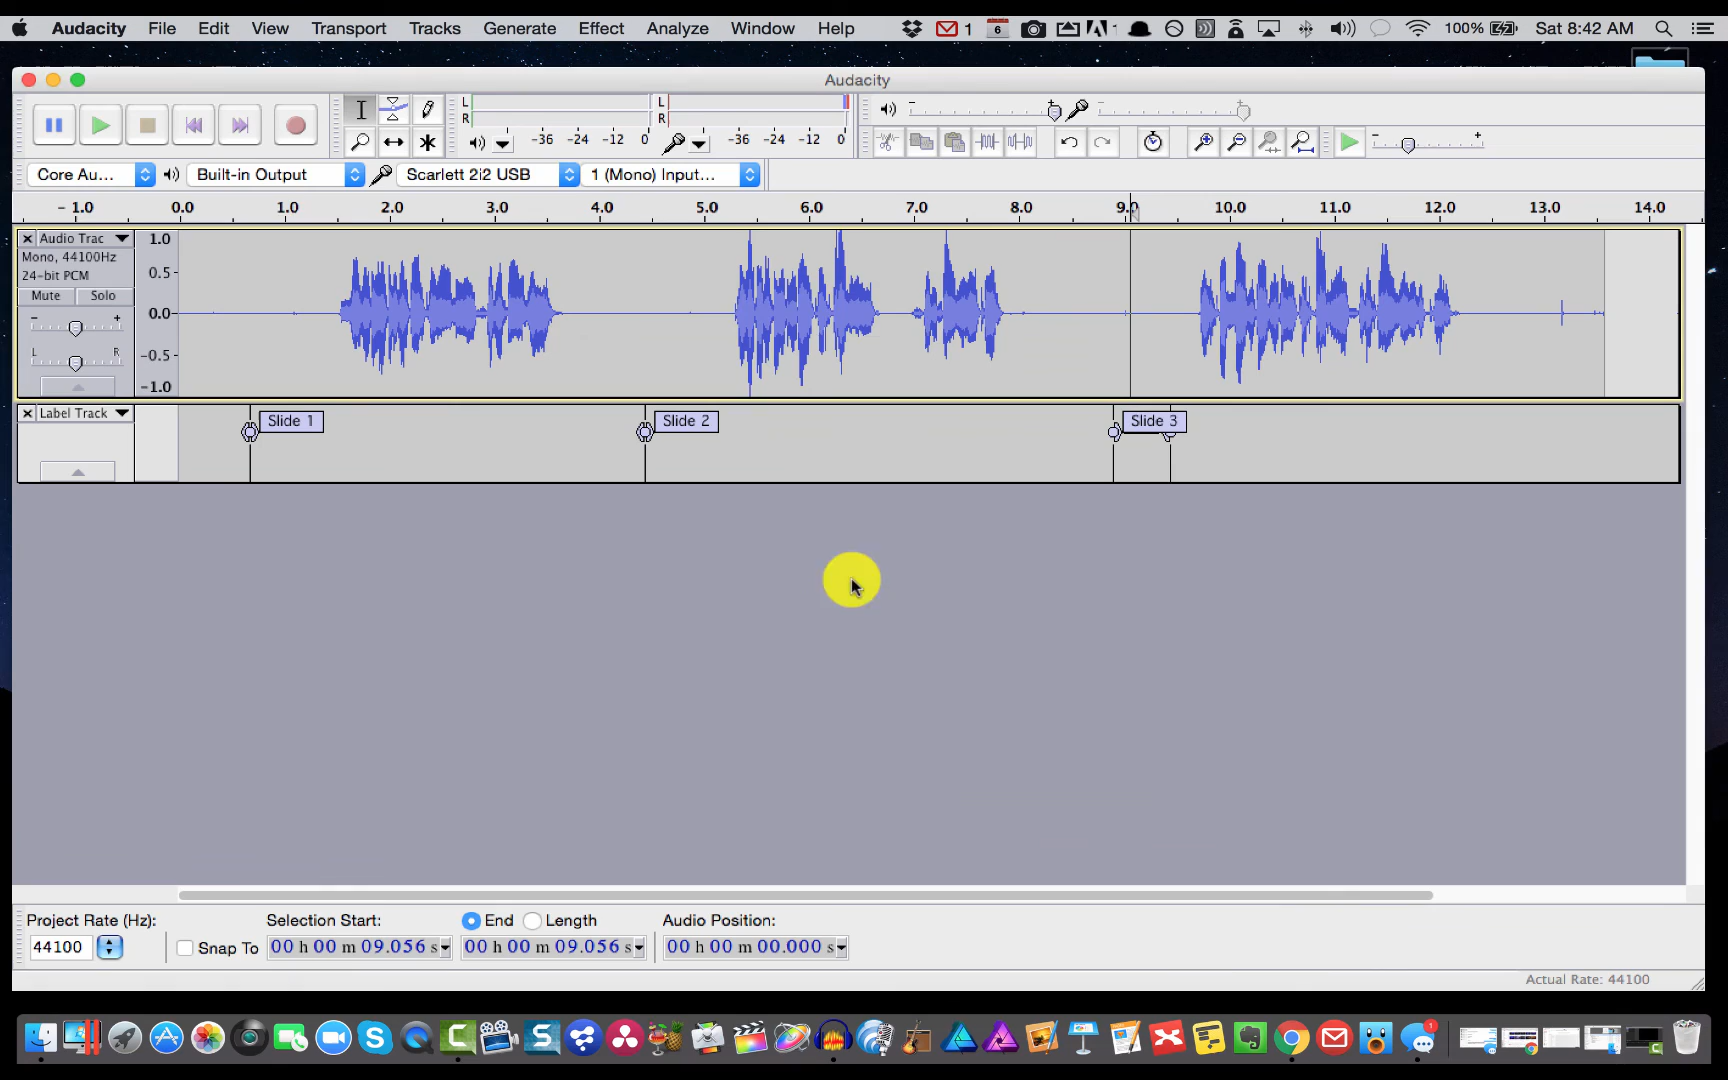 Audacity File Edit View Transport Tracks Generate Effect Analyze Window Help 1 6 100% Sat 8:42 AM
Audacity
L L
R R
-36 -24 -12 0 -36 -24 -12 0
Core Au... Built-in Output Scarlett 2i2 USB 1 (Mono) Input...
- 1.0 0.0 1.0 2.0 3.0 4.0 5.0 6.0 7.0 8.0 9.0 10.0 11.0 12.0 13.0 14.0
Audio Trac 1.0
Mono, 44100Hz
24-bit PCM 0.5
Mute Solo
- + 0.0
L R -0.5
-1.0
Label Track Slide 1 Slide 2 Slide 3
Project Rate (Hz): Selection Start: End Length Audio Position:
44100 Snap To 00 h 00 m 09.056 s 00 h 00 m 09.056 s 00 h 00 m 00.000 s
Actual Rate: 44100